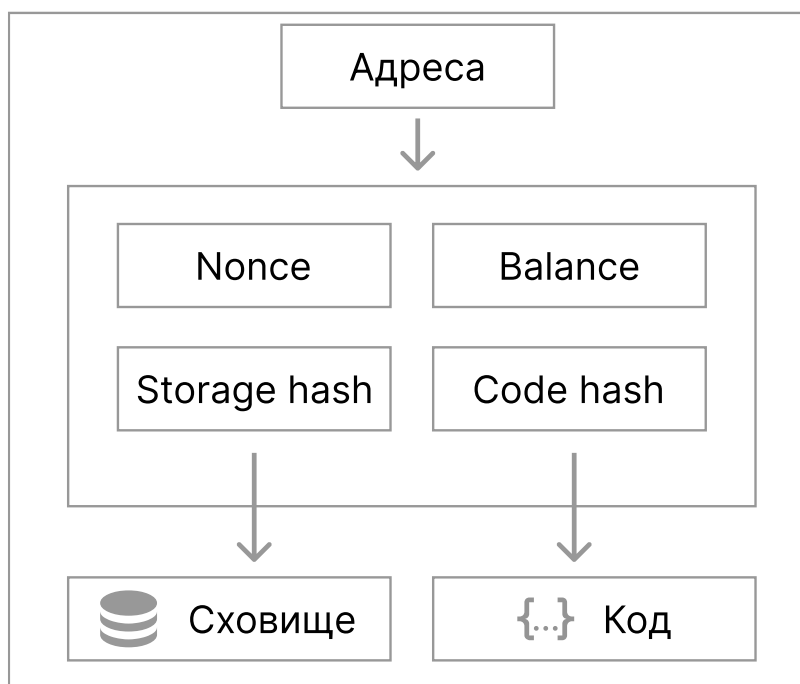 Адреса
Nonce
Balance
Storage hash
Code hash
Сховище
{...} Код